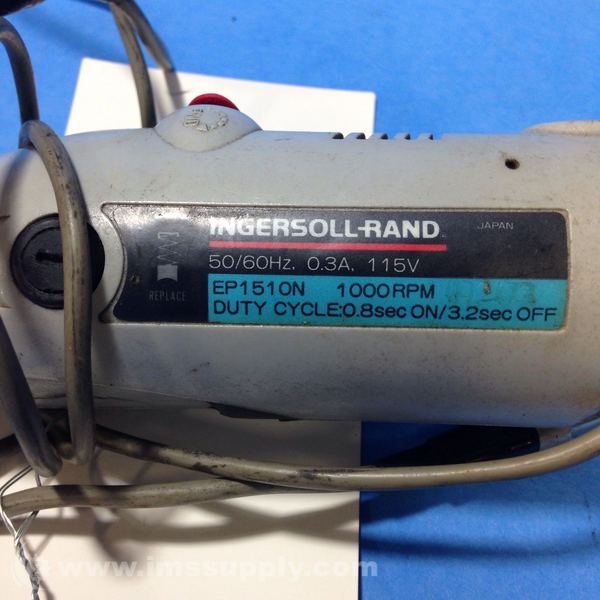 INGERSOLL-RAND
JAPAN
50/60Hz, 0.3A, 115V
REPLACE
EP1510N 1000RPM
DUTY CYCLE:0.8sec ON/3.2sec OFF
www.imssupply.com